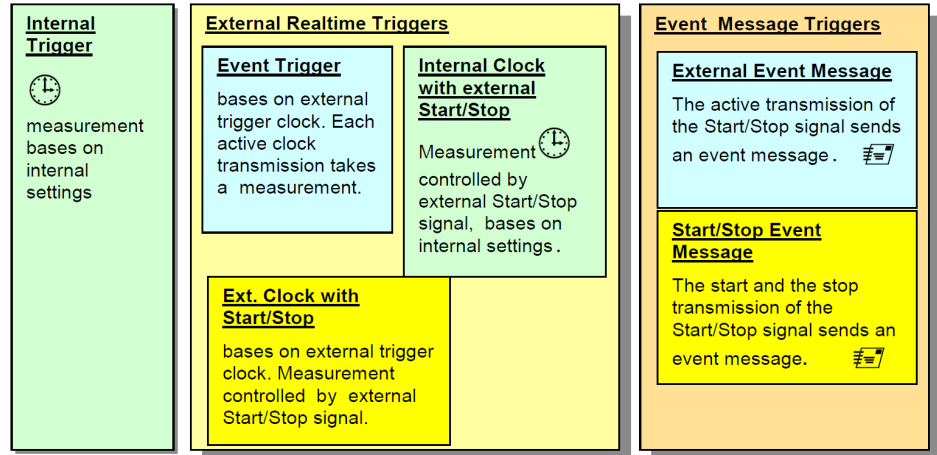 Internal
Trigger
measurement
bases on
internal
settings
External Realtime Triggers
Event Trigger
bases on external
trigger clock. Each
active clock
transmission takes
a measurement.
Internal Clock
with external
Start/Stop
Measurement
controlled by
external Start/Stop
signal, bases on
internal settings.
Ext. Clock with
Start/Stop
bases on external trigger
clock. Measurement
controlled by external
Start/Stop signal.
Event Message Triggers
External Event Message
The active transmission of
the Start/Stop signal sends
an event message.
Start/Stop Event
Message
The start and the stop
transmission of the
Start/Stop signal sends an
event message.